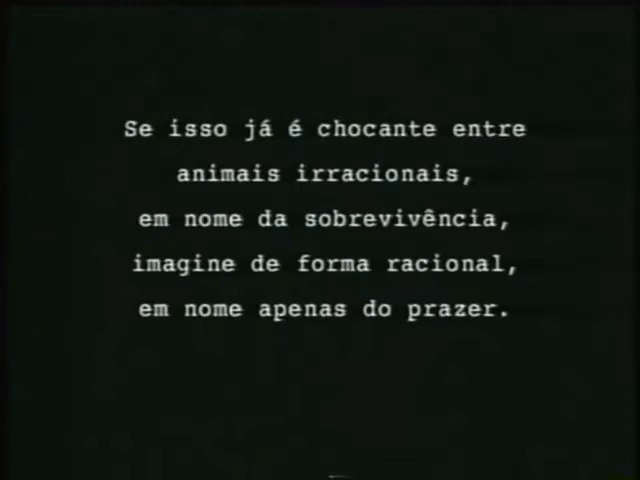 Se isso já é chocante entre
animais irracionais,
em nome da sobrevivência,
imagine de forma racional,
em nome apenas do prazer.